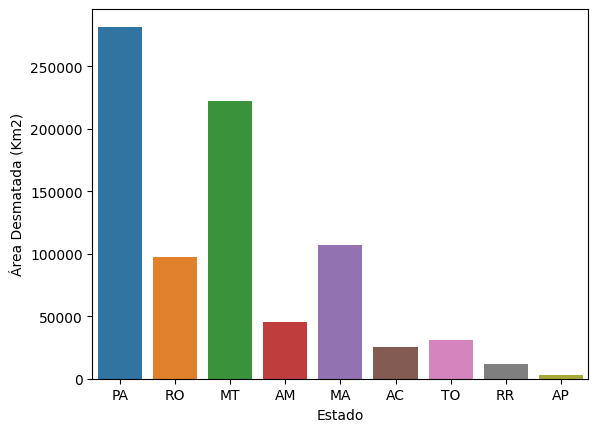 Área Desmatada (Km2)
250000
200000
150000
100000
50000
0
PA RO MT AM MA AC TO RR AP
Estado